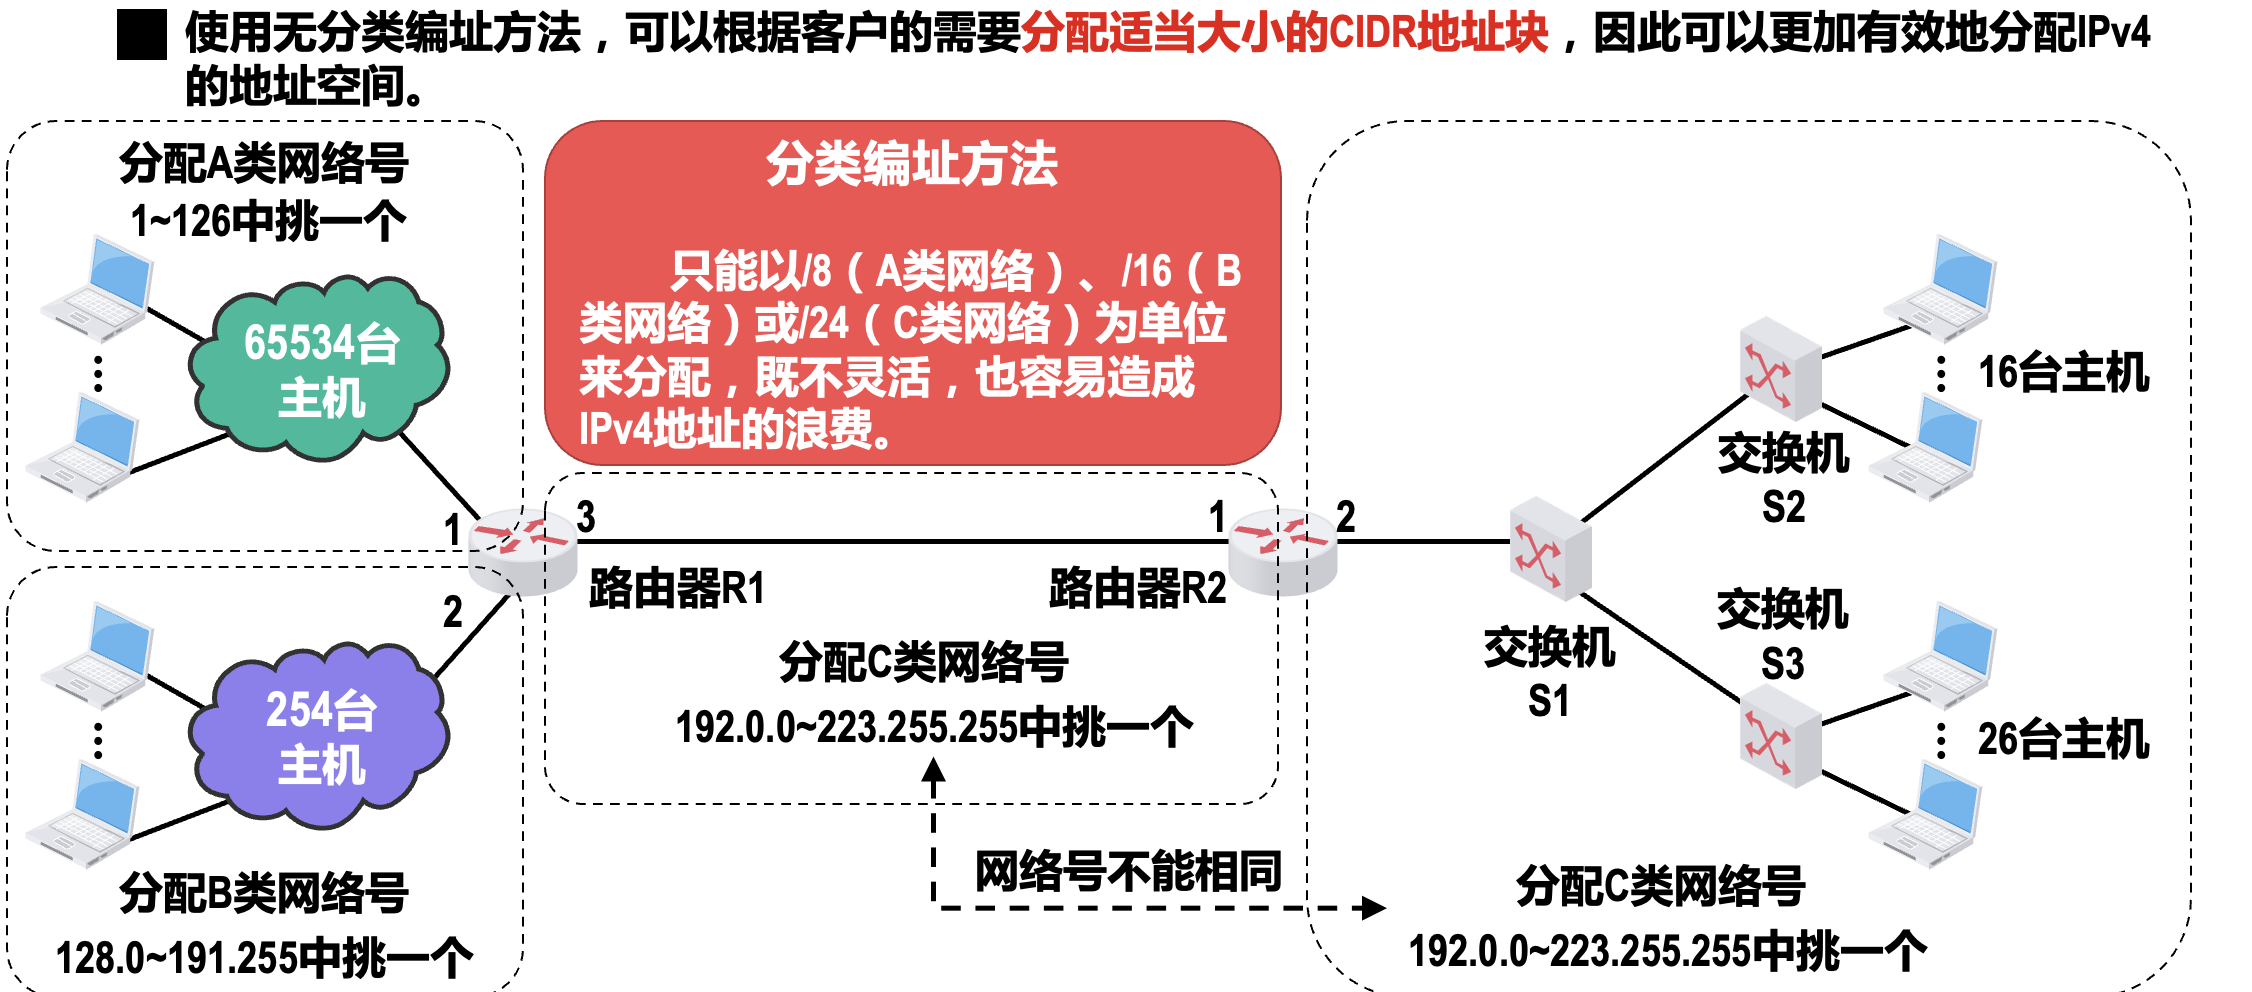 使用无分类编址方法，可以根据客户的需要分配适当大小的CIDR地址块，因此可以更加有效地分配IPv4
的地址空间。
分配A类网络号
1~126中挑一个
65534台
主机
分类编址方法
只能以/8（A类网络）、/16（B
类网络）或/24（C类网络）为单位
来分配，既不灵活，也容易造成
IPv4地址的浪费。
16台主机
交换机
S2
1
3
1
2
路由器R1
路由器R2
2
254台
主机
分配B类网络号
128.0~191.255中挑一个
分配C类网络号
192.0.0~223.255.255中挑一个
网络号不能相同
交换机
S1
交换机
S3
26台主机
分配C类网络号
192.0.0~223.255.255中挑一个